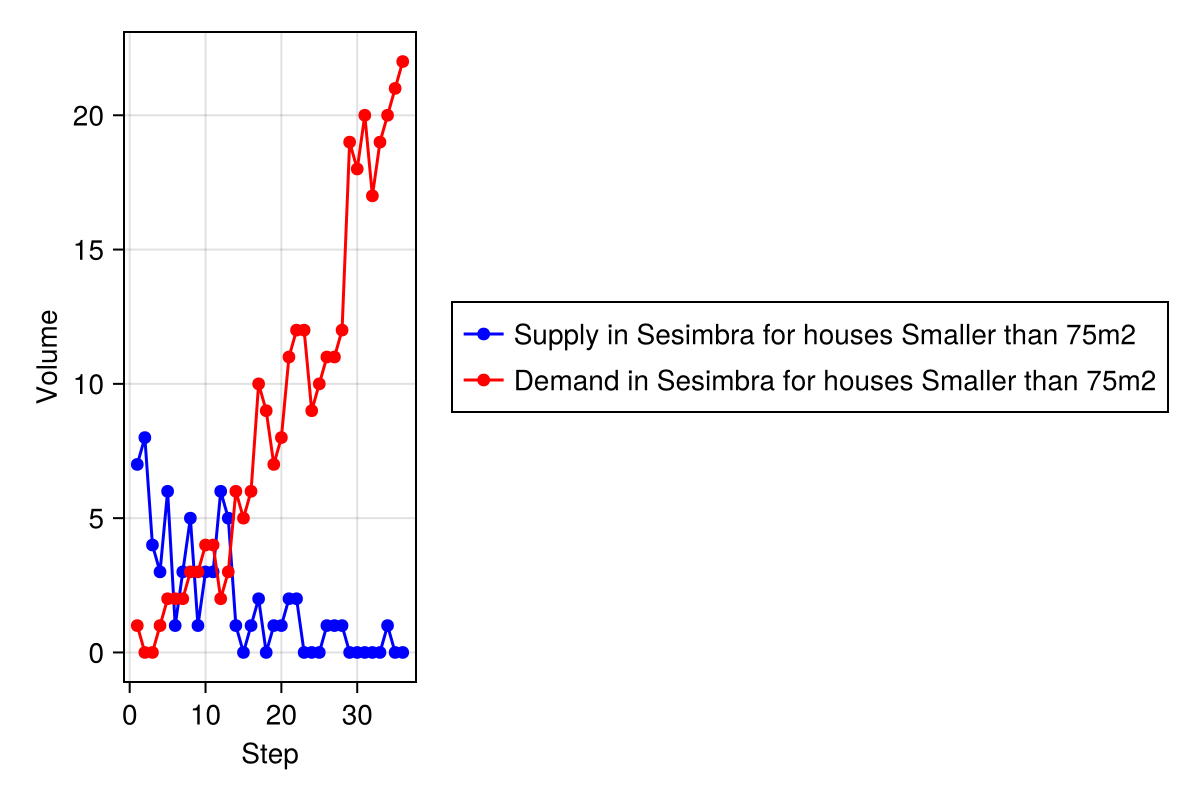 20
15
10
5
0
Volume
0 10 20 30
Step
Supply in Sesimbra for houses Smaller than 75m2
Demand in Sesimbra for houses Smaller than 75m2